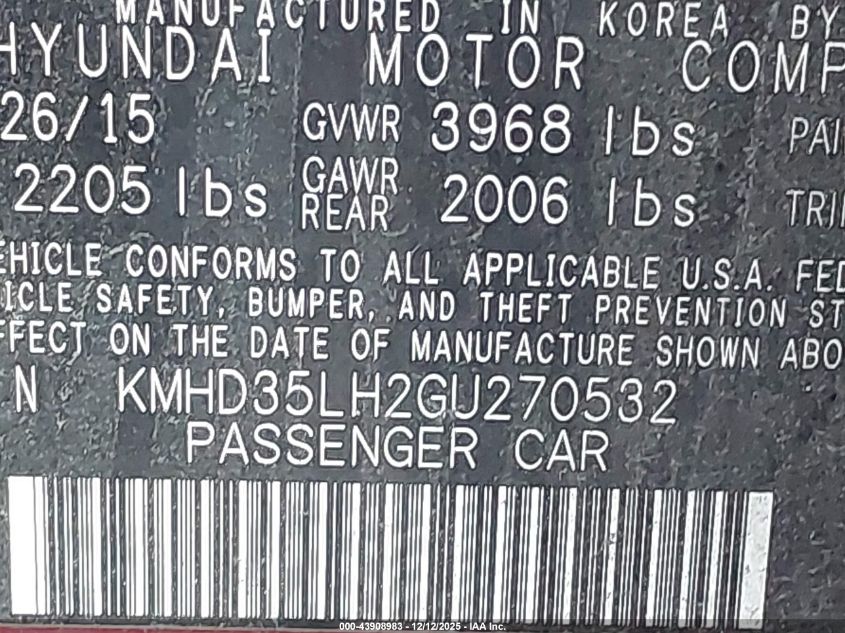 MANUFACTURED IN KOREA BY
HYUNDAI MOTOR COMP
26/15 GVWR 3968 lbs PAI
2205 lbs GAWR REAR 2006 lbs TRI
EHICLE CONFORMS TO ALL APPLICABLE U.S.A. FED
ICLE SAFETY, BUMPER, AND THEFT PREVENTION ST
FFECT ON THE DATE OF MANUFACTURE SHOWN ABO
N KMHD35LH2GU270532
PASSENGER CAR
000-43908983 - 12/12/2025 - IAA Inc.